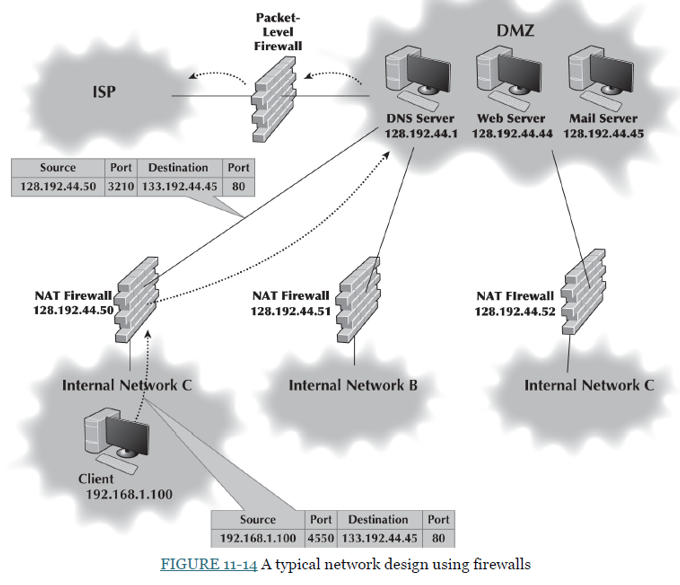 Packet-
Level
Firewall
DMZ
ISP
DNS Server
128.192.44.1
Web Server
128.192.44.44
Mail Server
128.192.44.45
Source Port Destination Port
128.192.44.50 3210 133.192.44.45 80
NAT Firewall
128.192.44.50
NAT Firewall
128.192.44.51
NAT FIrewall
128.192.44.52
Internal Network C
Internal Network B
Internal Network C
Client
192.168.1.100
Source Port Destination Port
192.168.1.100 4550 133.192.44.45 80
FIGURE 11-14 A typical network design using firewalls